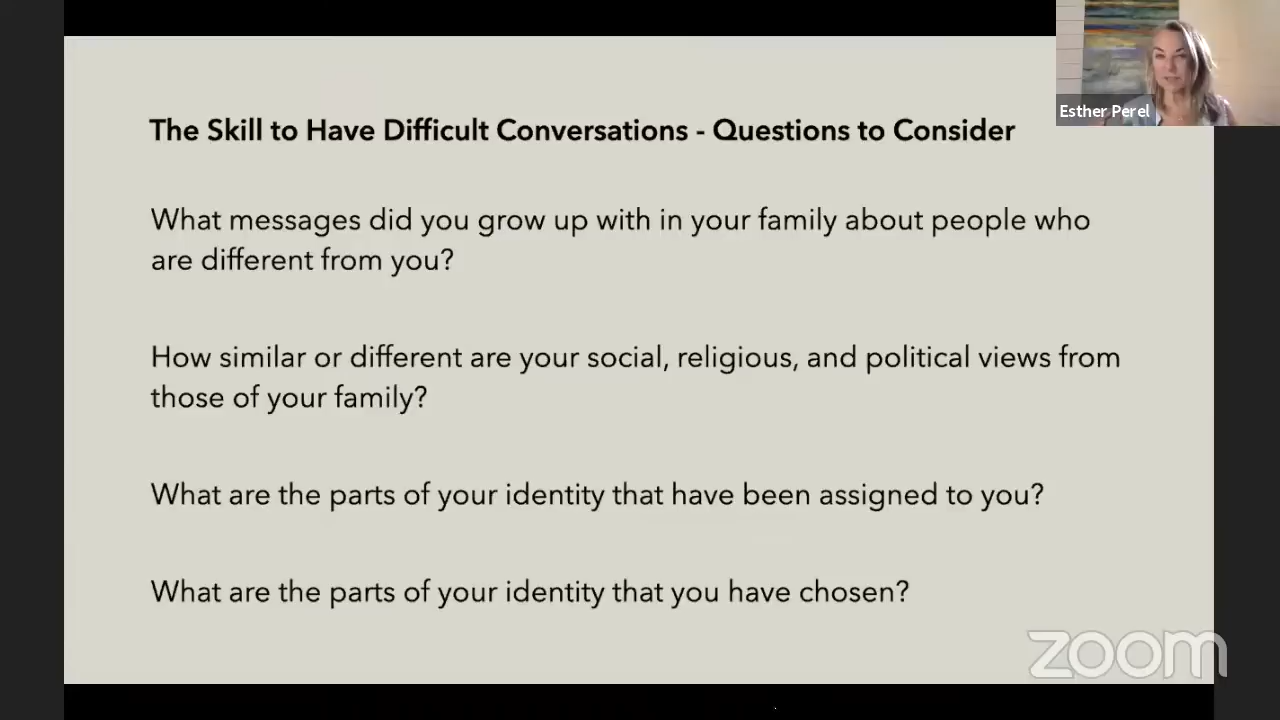 Esther Perel
The Skill to Have Difficult Conversations - Questions to Consider
What messages did you grow up with in your family about people who
are different from you?
How similar or different are your social, religious, and political views from
those of your family?
What are the parts of your identity that have been assigned to you?
What are the parts of your identity that you have chosen?
zoom